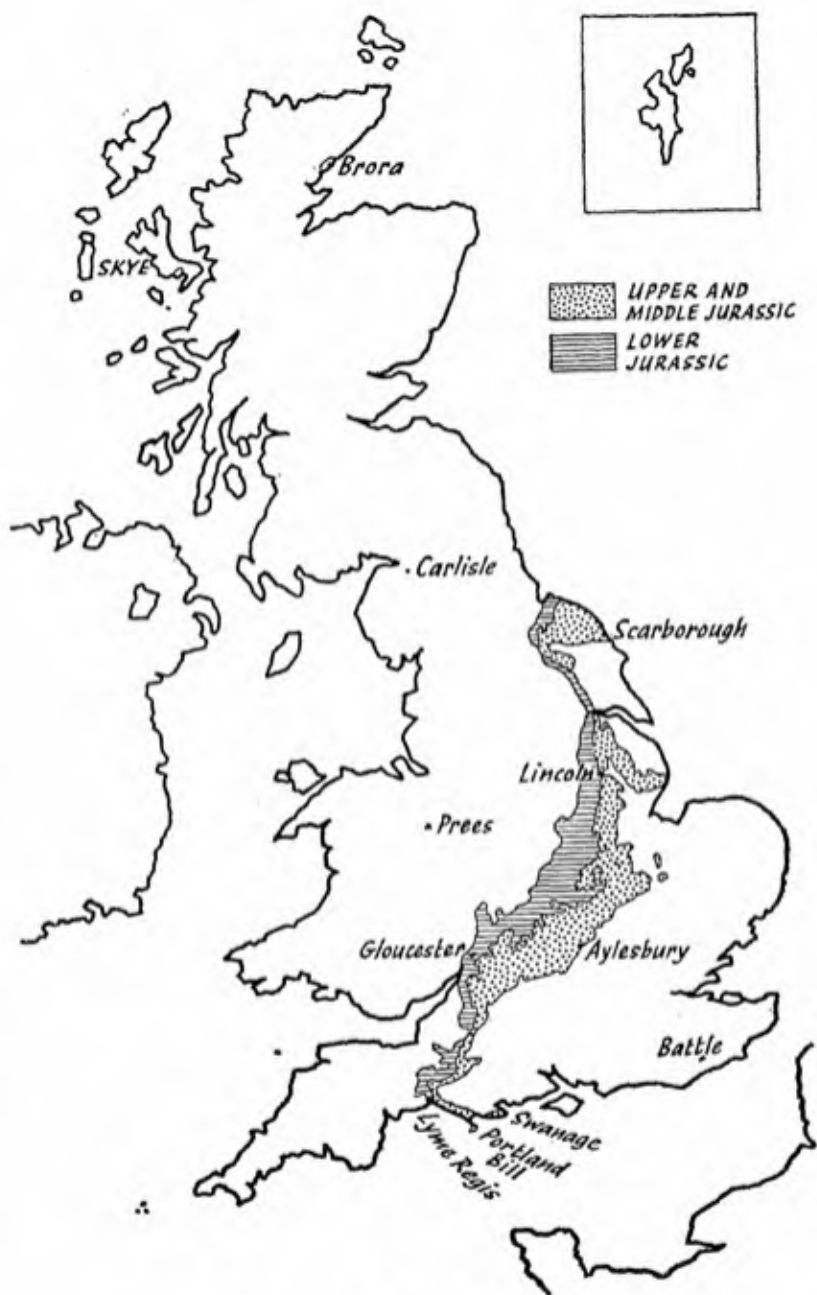 Brora
SKYE
UPPER AND
MIDDLE JURASSIC
LOWER
JURASSIC
Carlisle
Scarborough
Lincoln
Prees
Gloucester
Aylesbury
Battle
Swanage
Portland
Bill
Lyme Regis